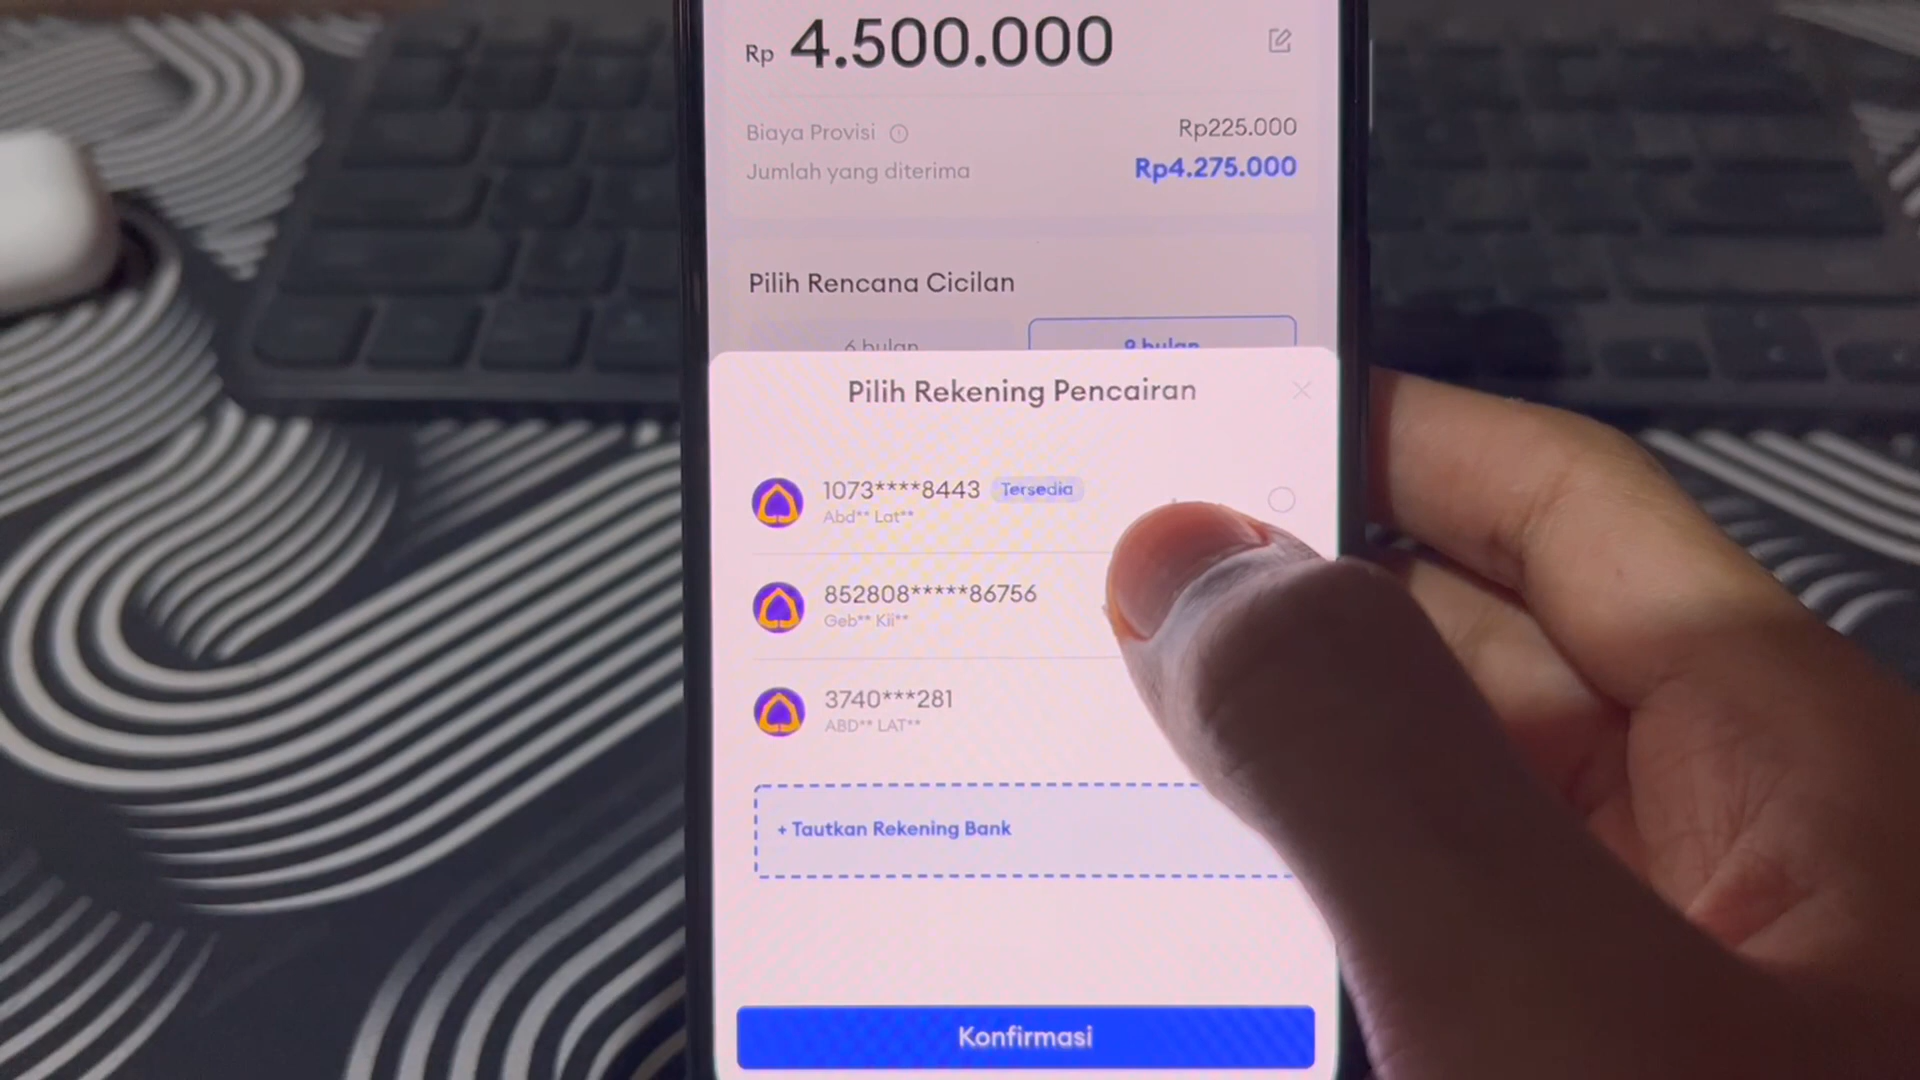 Rp 4.500.000
Biaya Provisi Rp225.000
Jumlah yang diterima Rp4.275.000
Pilih Rencana Cicilan
6 bulan 9 bulan
Pilih Rekening Pencairan
1073****8443 Tersedia
Abd** Lat**
852808*****86756
Geb** Kii**
3740***281
ABD** LAT**
+ Tautkan Rekening Bank
Konfirmasi